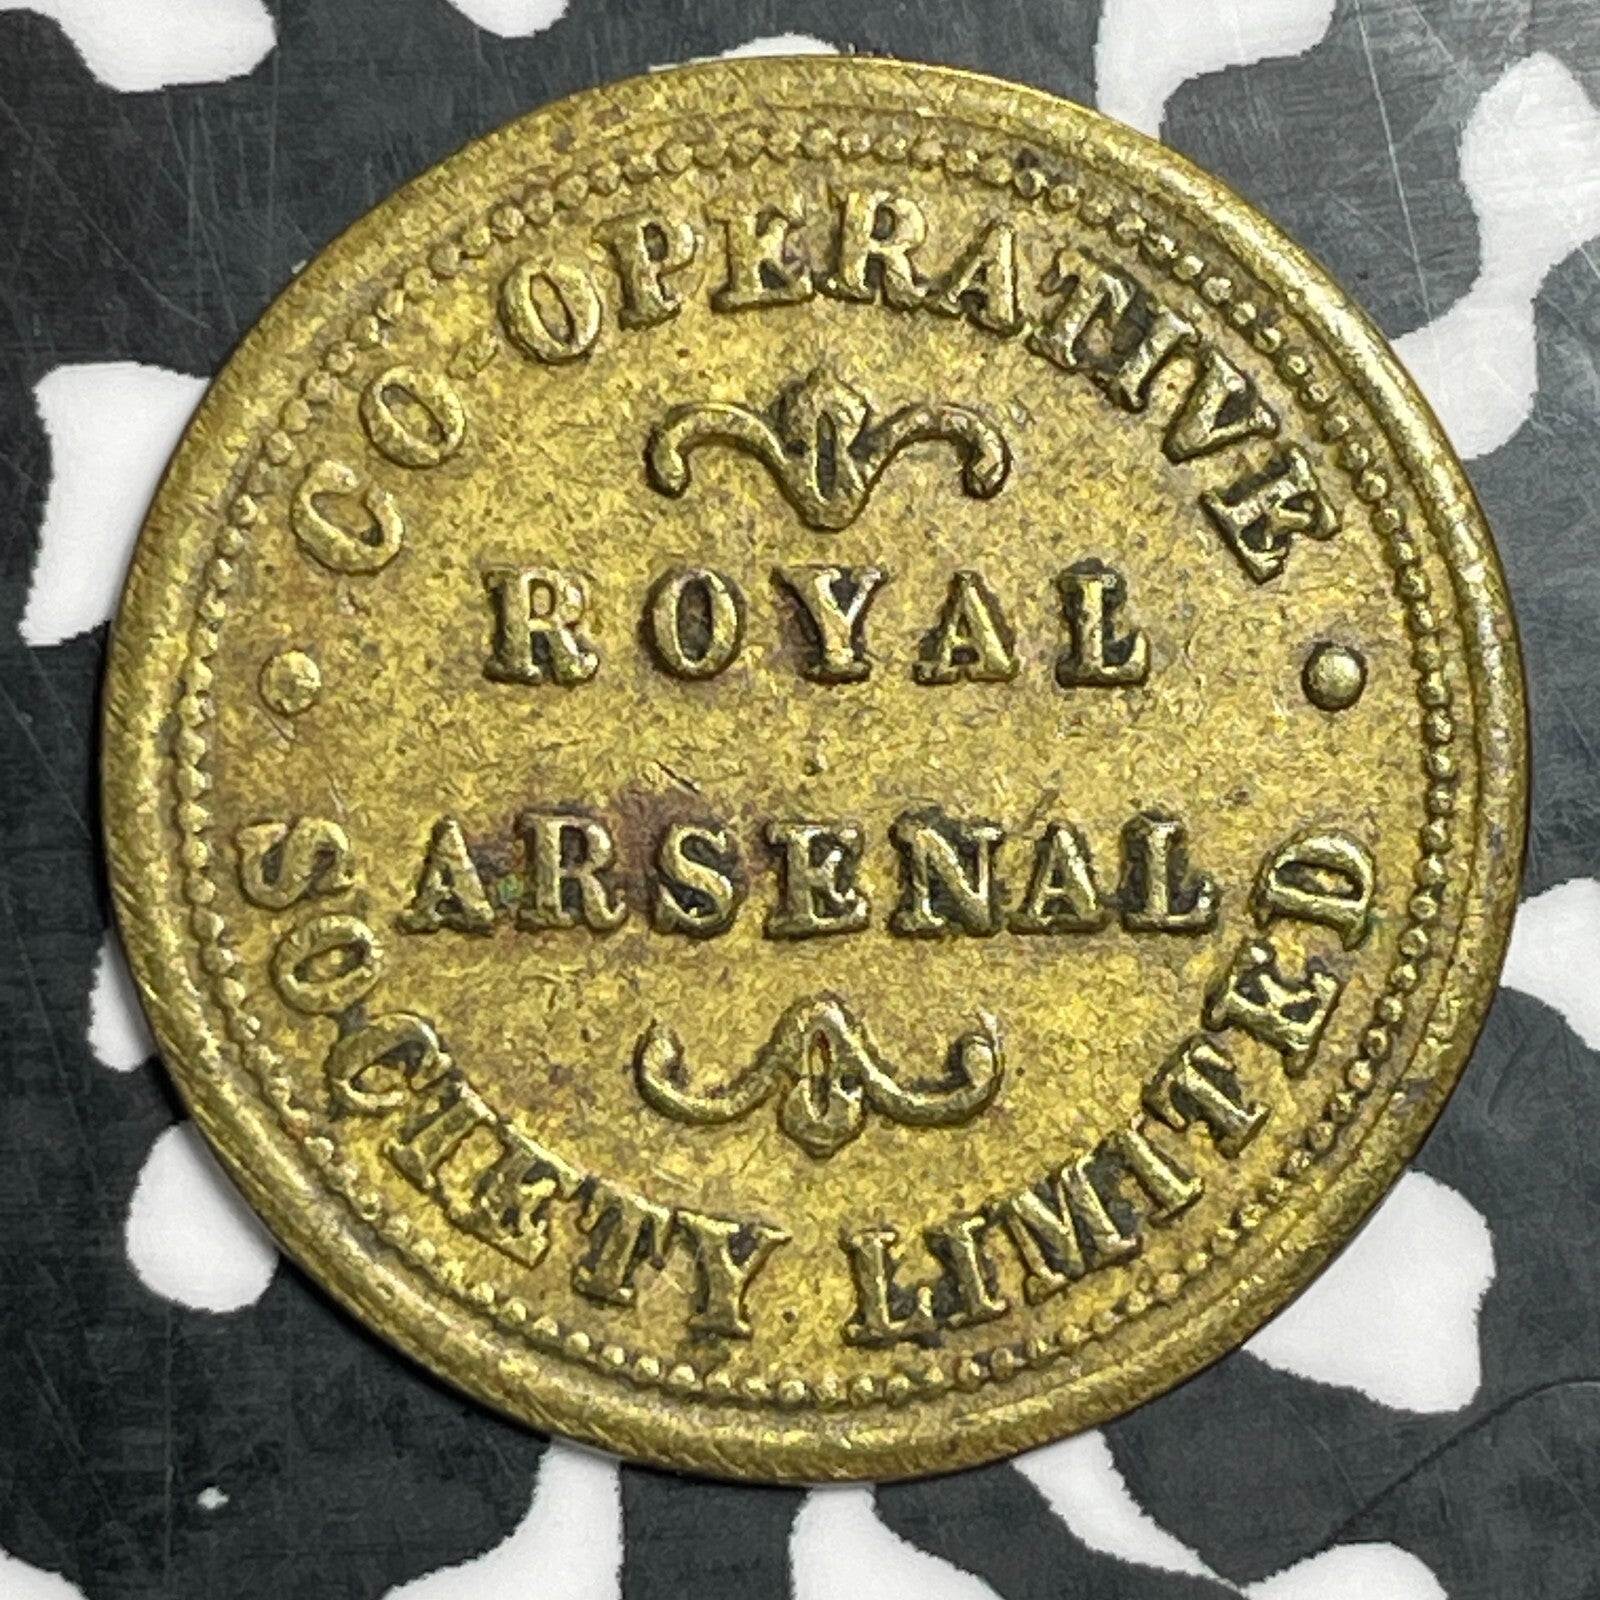 CO-OPERATIVE
ROYAL
ARSENAL
SOCIETY LIMITED